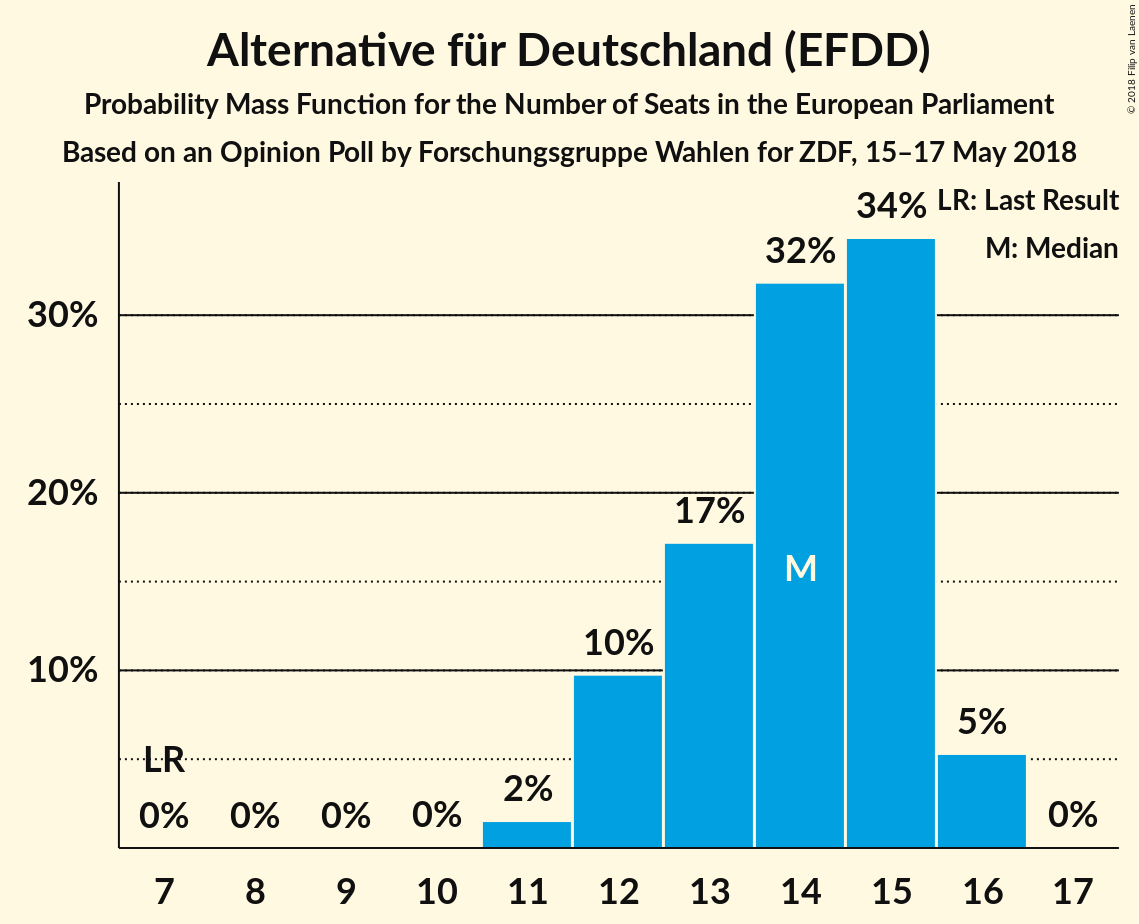 Alternative für Deutschland (EFDD)
Probability Mass Function for the Number of Seats in the European Parliament
Based on an Opinion Poll by Forschungsgruppe Wahlen for ZDF, 15–17 May 2018
© 2018 Filip van Laenen
LR: Last Result
M: Median
34%
32%
30%
20%
17%
M
10%
10%
5%
LR
2%
0% 0% 0% 0% 0%
7 8 9 10 11 12 13 14 15 16 17